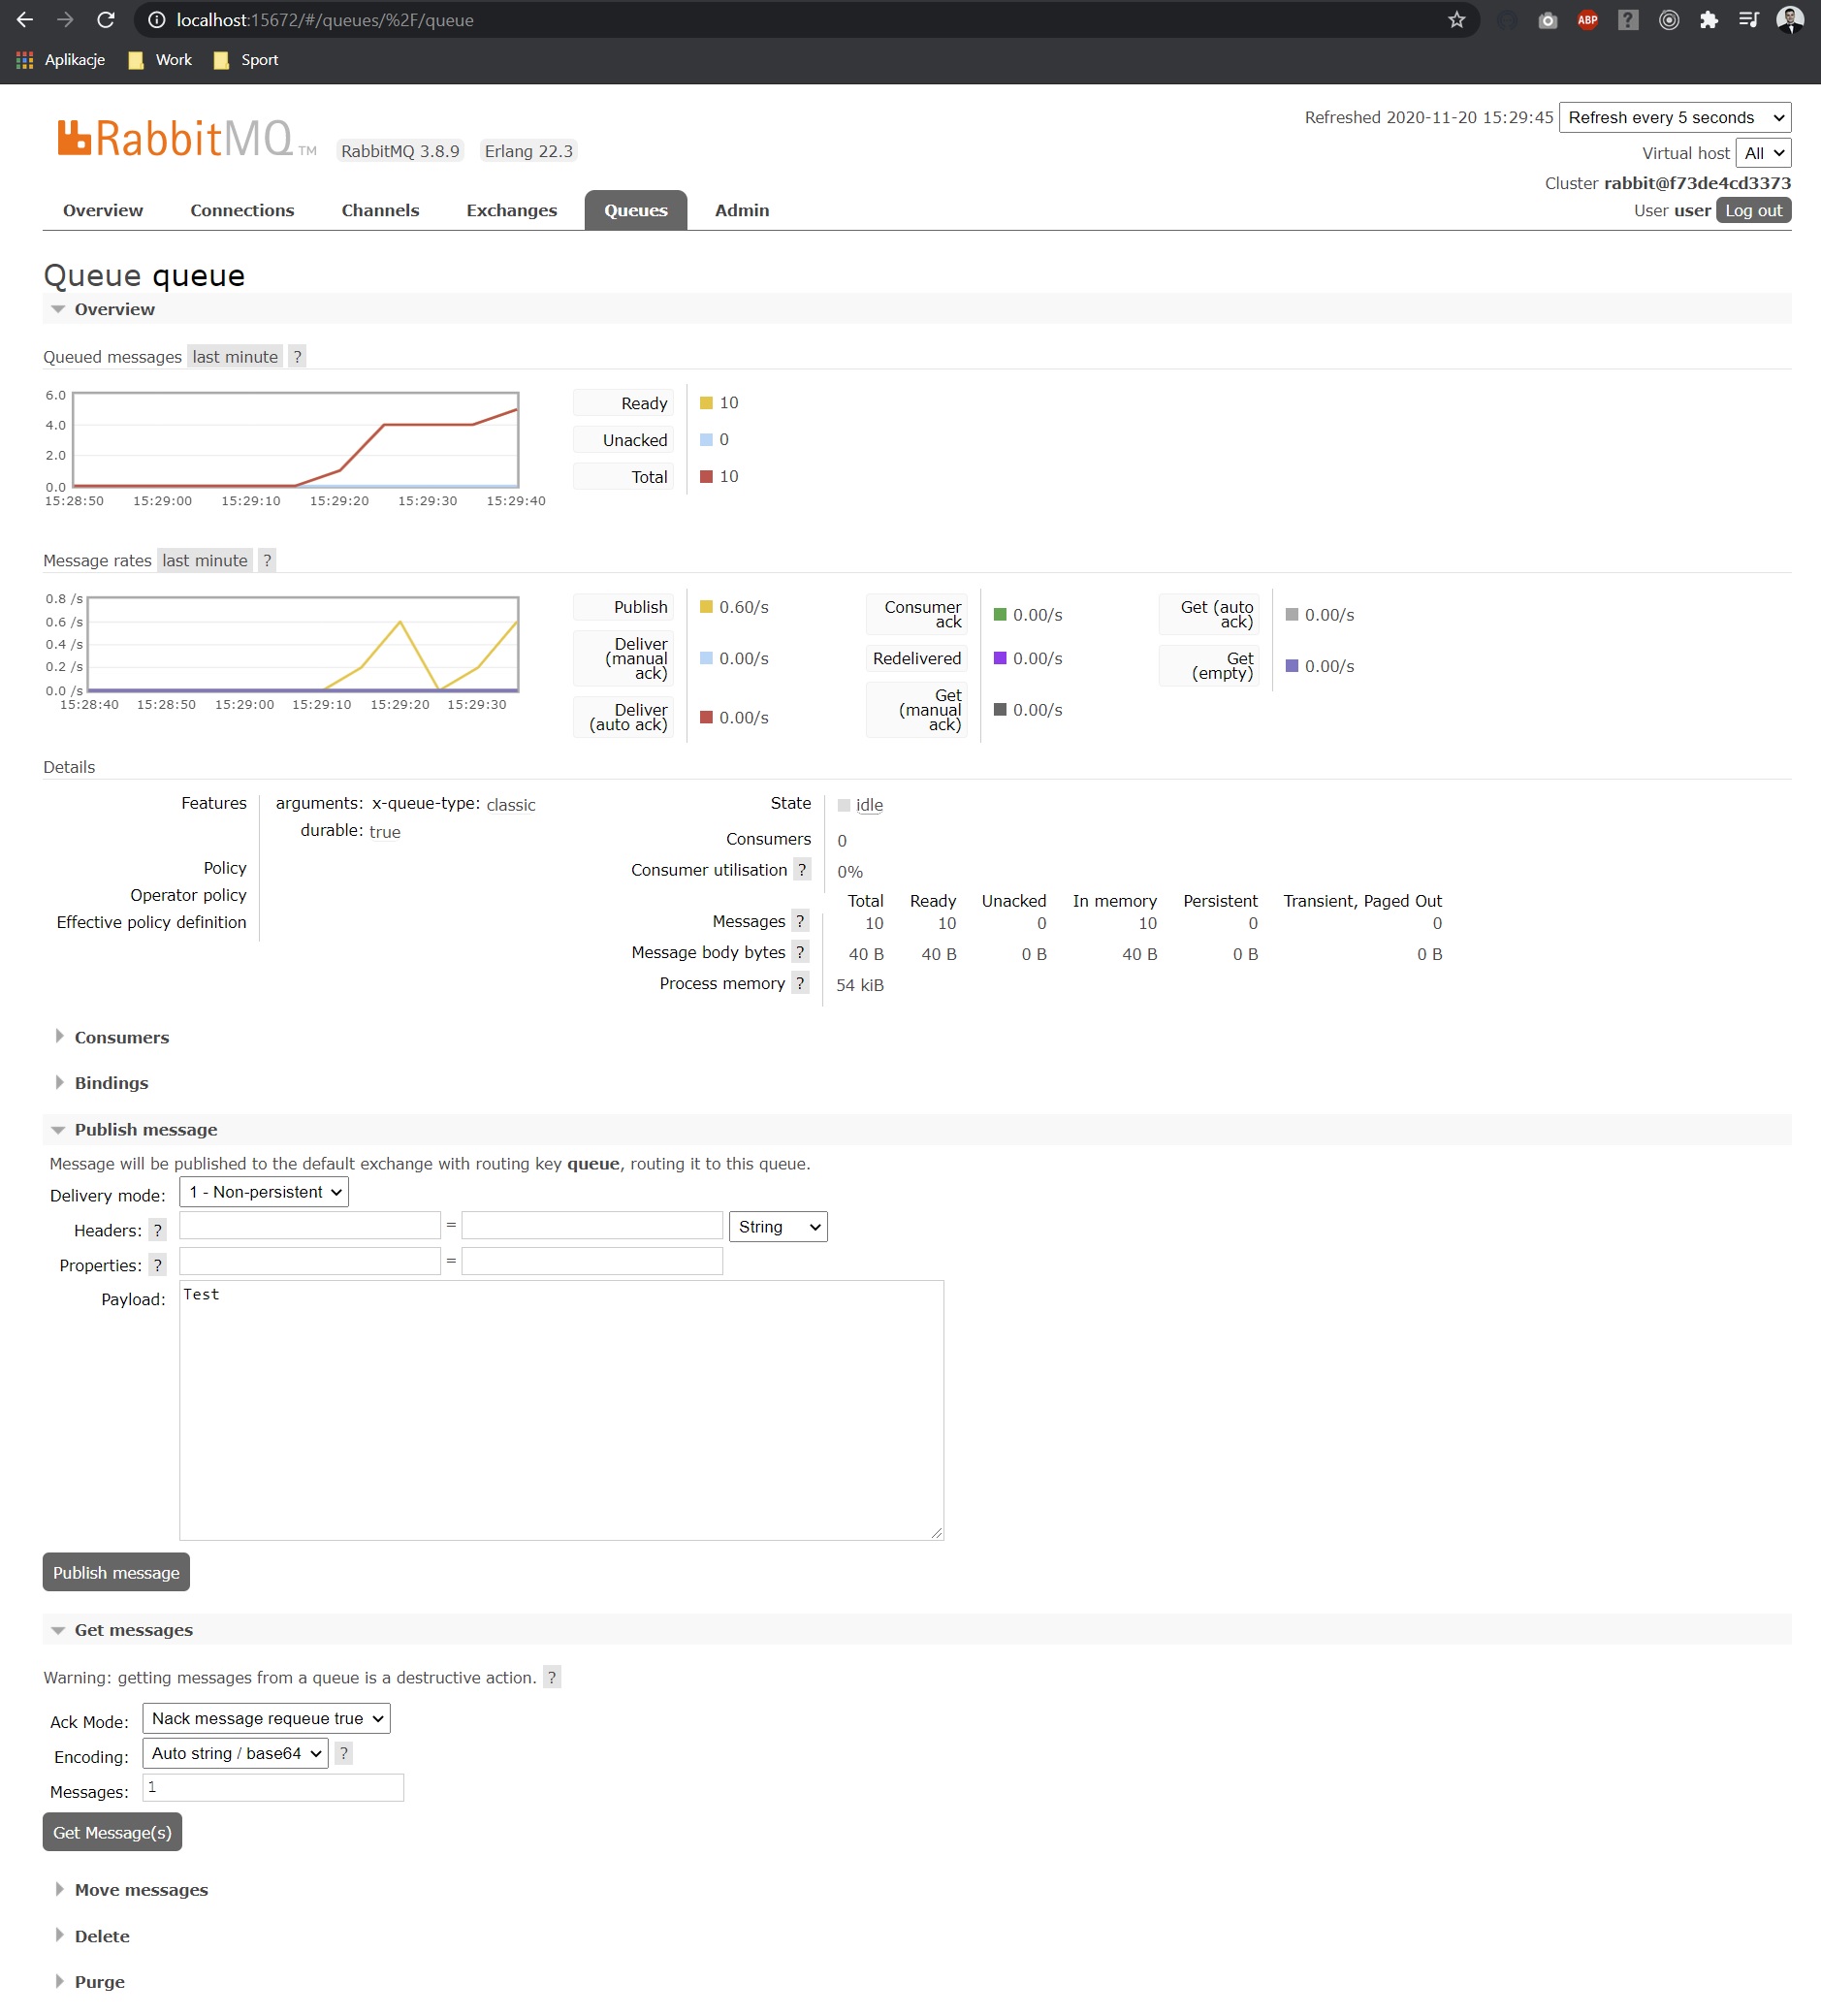 localhost:15672/#/queues/%2F/queue
ABP
?
Aplikacje Work Sport
RabbitMQ TM RabbitMQ 3.8.9 Erlang 22.3
Refreshed 2020-11-20 15:29:45 Refresh every 5 seconds
Virtual host All
Cluster rabbit@f73de4cd3373
User user Log out
Overview Connections Channels Exchanges Queues Admin
Queue queue
Overview
Queued messages last minute ?
6.0
4.0
2.0
0.0
15:28:50 15:29:00 15:29:10 15:29:20 15:29:30 15:29:40
Ready 10
Unacked 0
Total 10
Message rates last minute ?
0.8 /s
0.6 /s
0.4 /s
0.2 /s
0.0 /s
15:28:40 15:28:50 15:29:00 15:29:10 15:29:20 15:29:30
Publish 0.60/s
Deliver
(manual
ack) 0.00/s
Deliver
(auto ack) 0.00/s
Consumer
ack 0.00/s
Redelivered 0.00/s
Get
(manual
ack) 0.00/s
Get (auto
ack) 0.00/s
Get
(empty) 0.00/s
Details
Features arguments: x-queue-type: classic
durable: true
Policy
Operator policy
Effective policy definition
State idle
Consumers 0
Consumer utilisation ? 0%
Total Ready Unacked In memory Persistent Transient, Paged Out
Messages ? 10 10 0 10 0 0
Message body bytes ? 40 B 40 B 0 B 40 B 0 B 0 B
Process memory ? 54 kiB
Consumers
Bindings
Publish message
Message will be published to the default exchange with routing key queue, routing it to this queue.
Delivery mode: 1 - Non-persistent
Headers: ? = String
Properties: ? =
Payload: Test
Publish message
Get messages
Warning: getting messages from a queue is a destructive action. ?
Ack Mode: Nack message requeue true
Encoding: Auto string / base64 ?
Messages: 1
Get Message(s)
Move messages
Delete
Purge